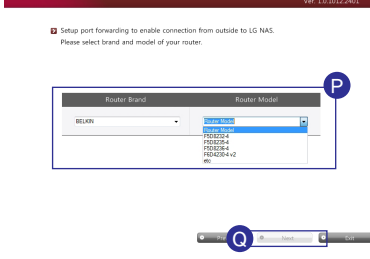 Ver. 1.0.1012.2401
Setup port forwarding to enable connection from outside to LG NAS.
Please select brand and model of your router.
P
Router Brand Router Model
BELKIN Router Model
Router Model
F5D8232-4
F5D8235-4
F5D8236-4
F6D4230-4 v2
etc
Q Next Exit